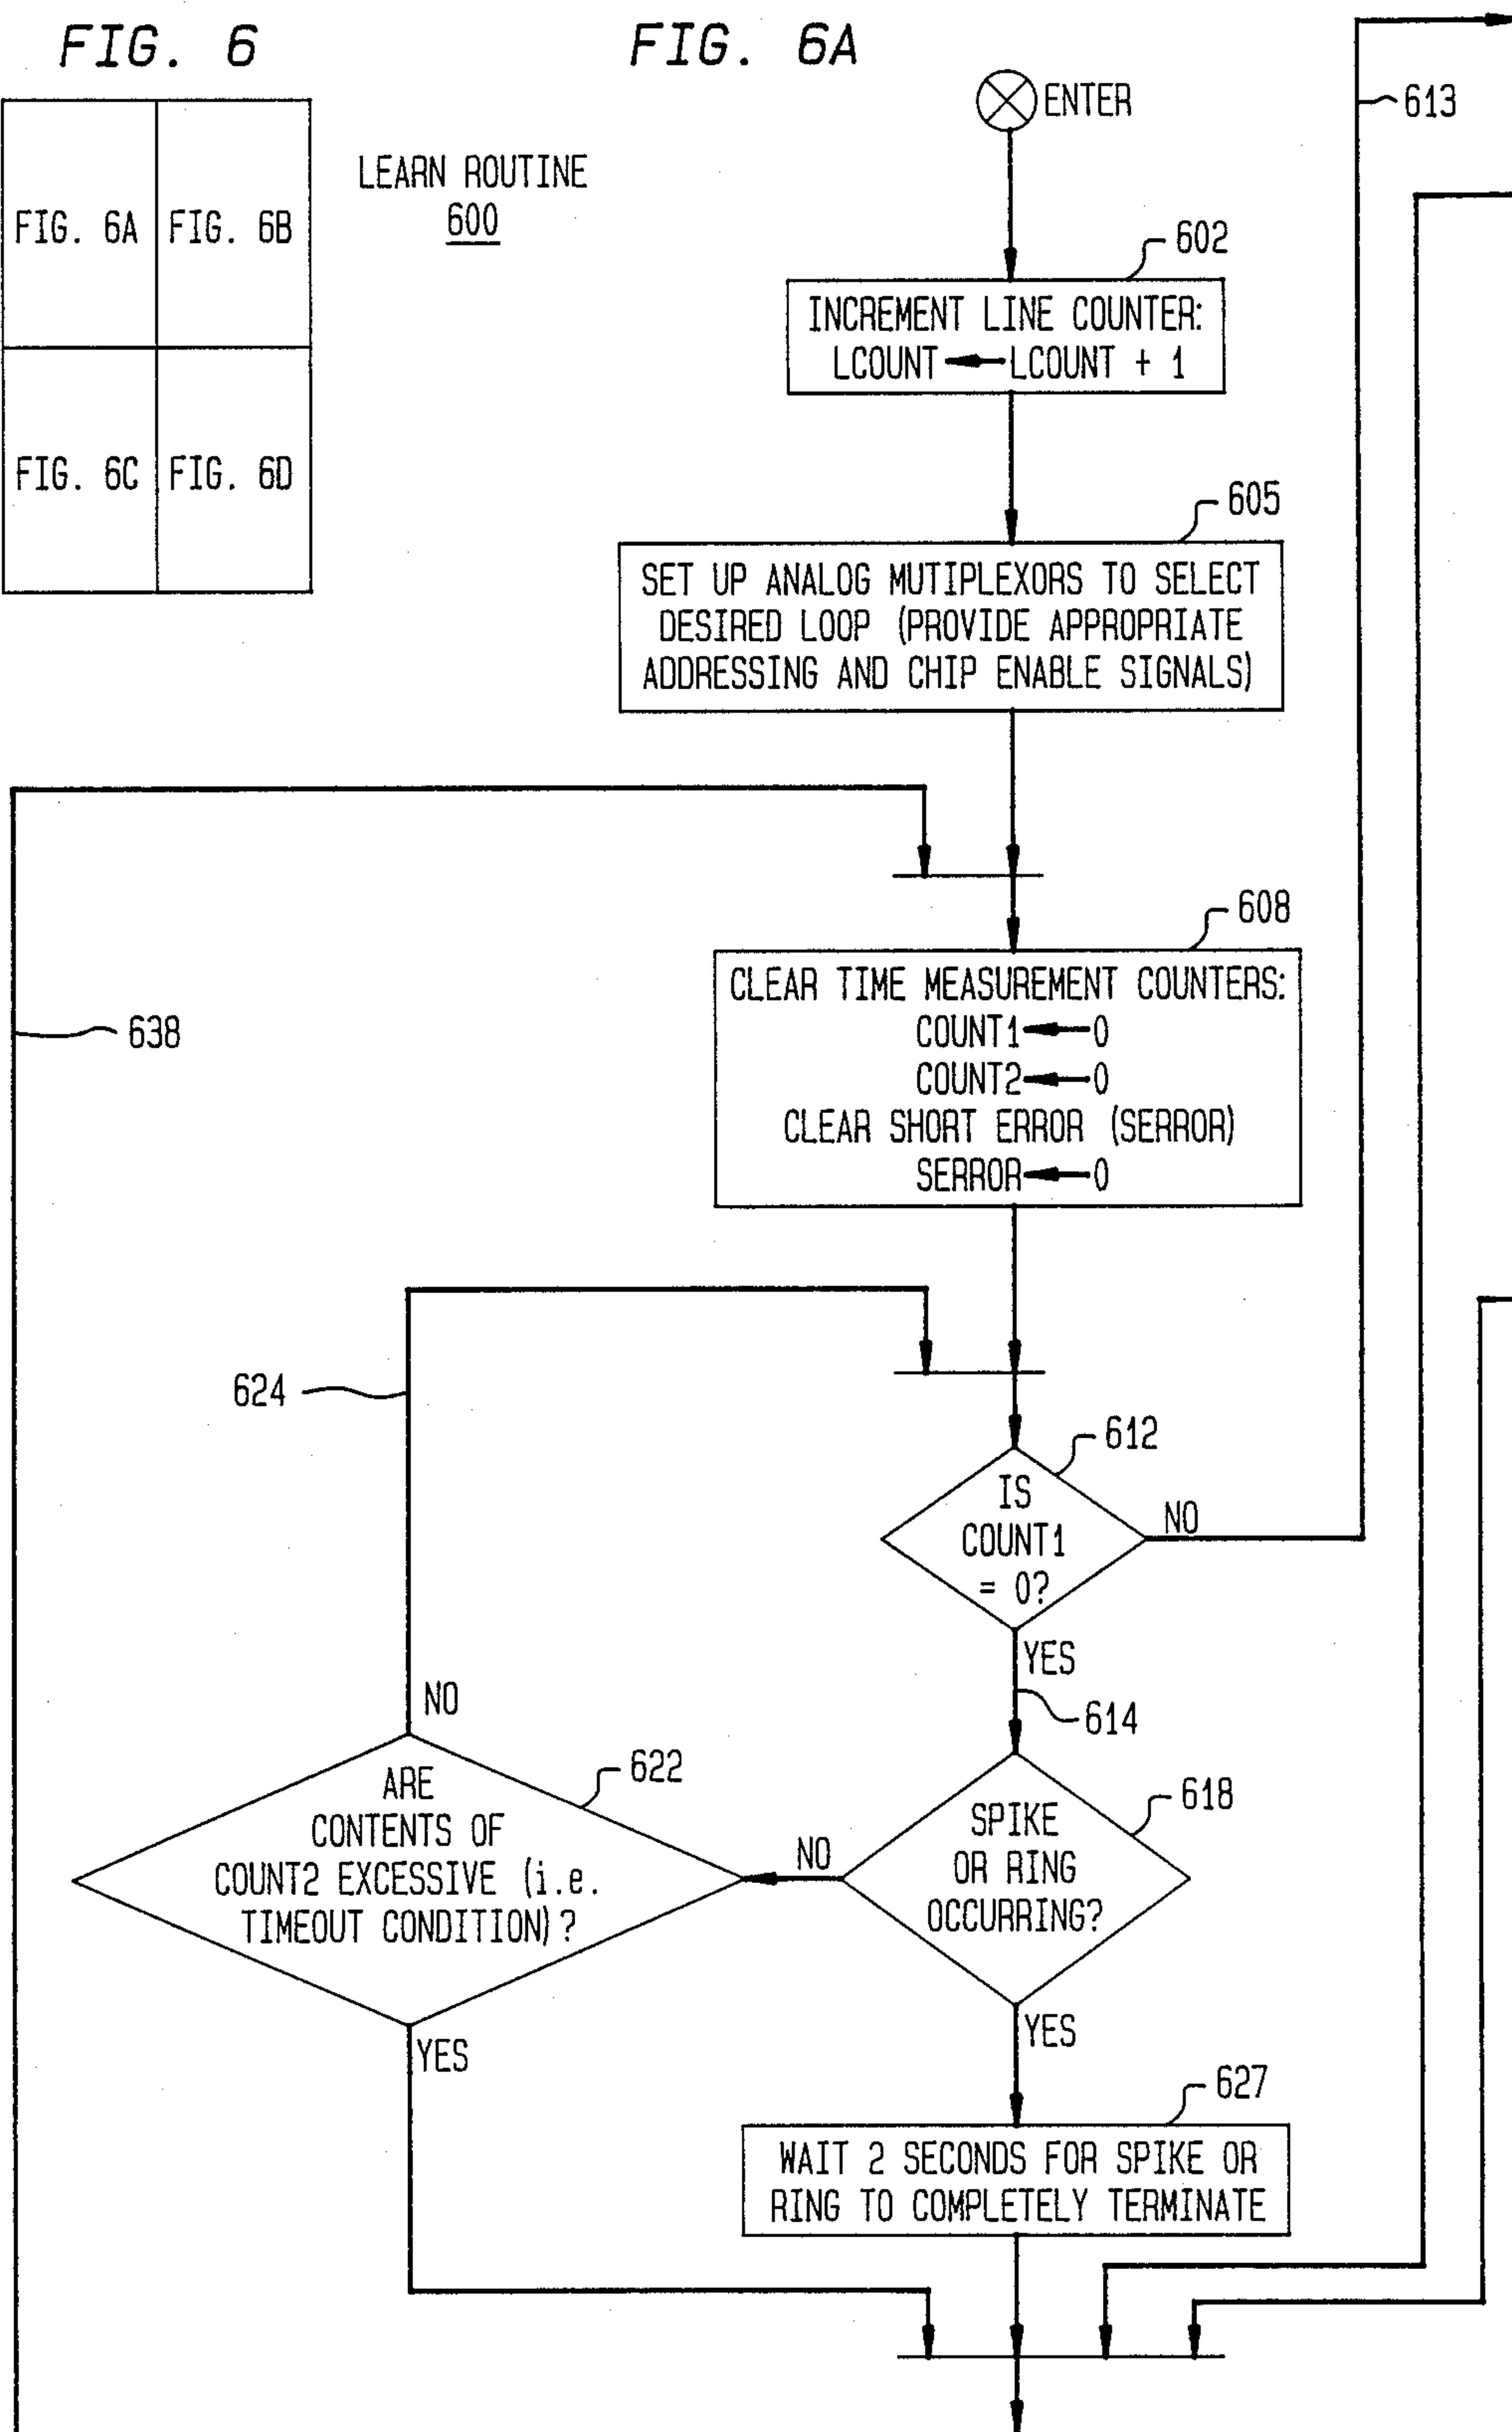 FIG. 6
FIG. 6A
FIG. 6A
FIG. 6B
FIG. 6C
FIG. 6D
LEARN ROUTINE
600
ENTER
613
602
INCREMENT LINE COUNTER:
LCOUNT ← LCOUNT + 1
605
SET UP ANALOG MUTIPLEXORS TO SELECT
DESIRED LOOP (PROVIDE APPROPRIATE
ADDRESSING AND CHIP ENABLE SIGNALS)
608
CLEAR TIME MEASUREMENT COUNTERS:
COUNT1 ← 0
COUNT2 ← 0
CLEAR SHORT ERROR (SERROR)
SERROR ← 0
638
624
612
IS
COUNT1
= 0?
NO
YES
614
618
SPIKE
OR RING
OCCURRING?
NO
YES
622
ARE
CONTENTS OF
COUNT2 EXCESSIVE (i.e.
TIMEOUT CONDITION)?
NO
YES
627
WAIT 2 SECONDS FOR SPIKE OR
RING TO COMPLETELY TERMINATE